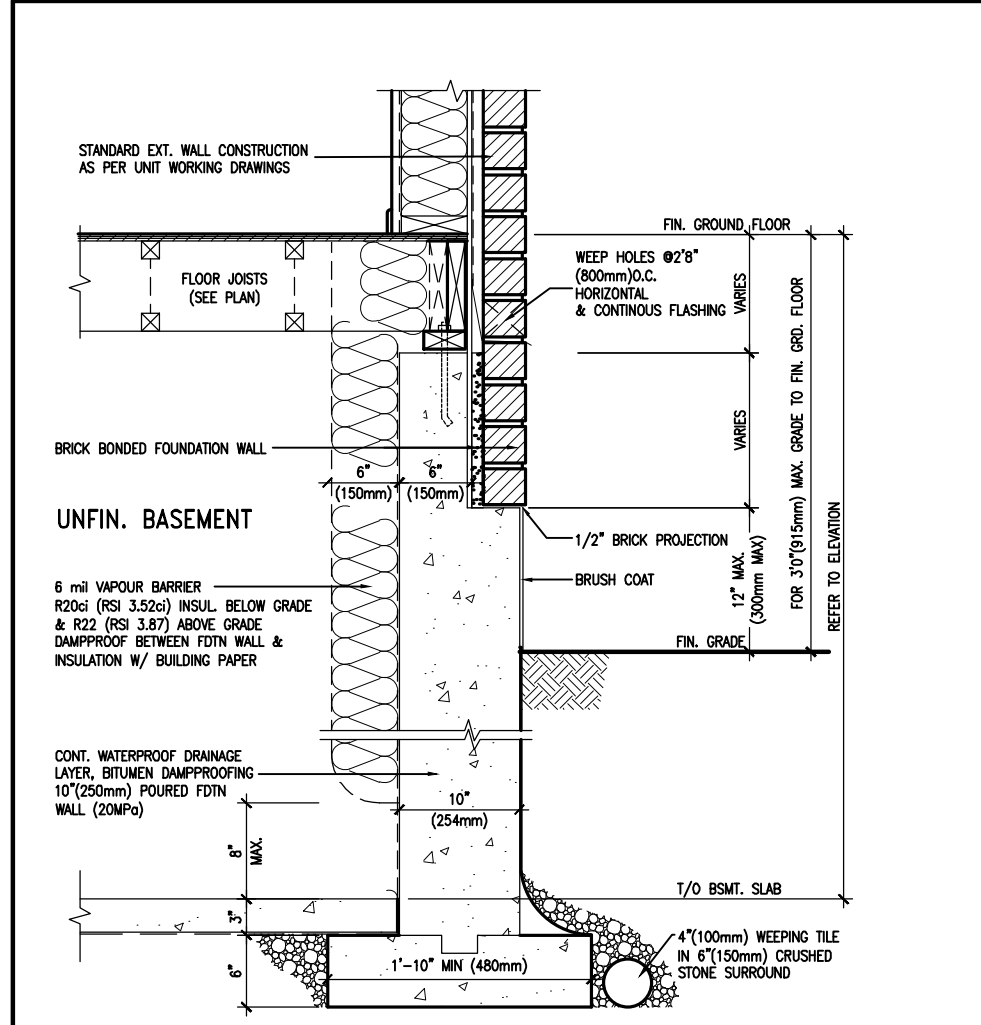 STANDARD EXT. WALL CONSTRUCTION
AS PER UNIT WORKING DRAWINGS
FIN. GROUND FLOOR
WEEP HOLES @2'8"
(800mm)O.C.
HORIZONTAL
& CONTINOUS FLASHING
FLOOR JOISTS
(SEE PLAN)
VARIES
VARIES
FOR 3'0"(915mm) MAX. GRADE TO FIN. GRD. FLOOR
REFER TO ELEVATION
BRICK BONDED FOUNDATION WALL
6"
(150mm)
6"
(150mm)
UNFIN. BASEMENT
1/2" BRICK PROJECTION
BRUSH COAT
12" MAX.
(300mm MAX)
6 mil VAPOUR BARRIER
R20ci (RSI 3.52ci) INSUL. BELOW GRADE
& R22 (RSI 3.87) ABOVE GRADE
DAMPPROOF BETWEEN FDTN WALL &
INSULATION W/ BUILDING PAPER
FIN. GRADE
CONT. WATERPROOF DRAINAGE
LAYER, BITUMEN DAMPPROOFING
10"(250mm) POURED FDTN
WALL (20MPa)
10"
(254mm)
8"
MAX.
T/O BSMT. SLAB
3"
6"
1'-10" MIN (480mm)
4"(100mm) WEEPING TILE
IN 6"(150mm) CRUSHED
STONE SURROUND